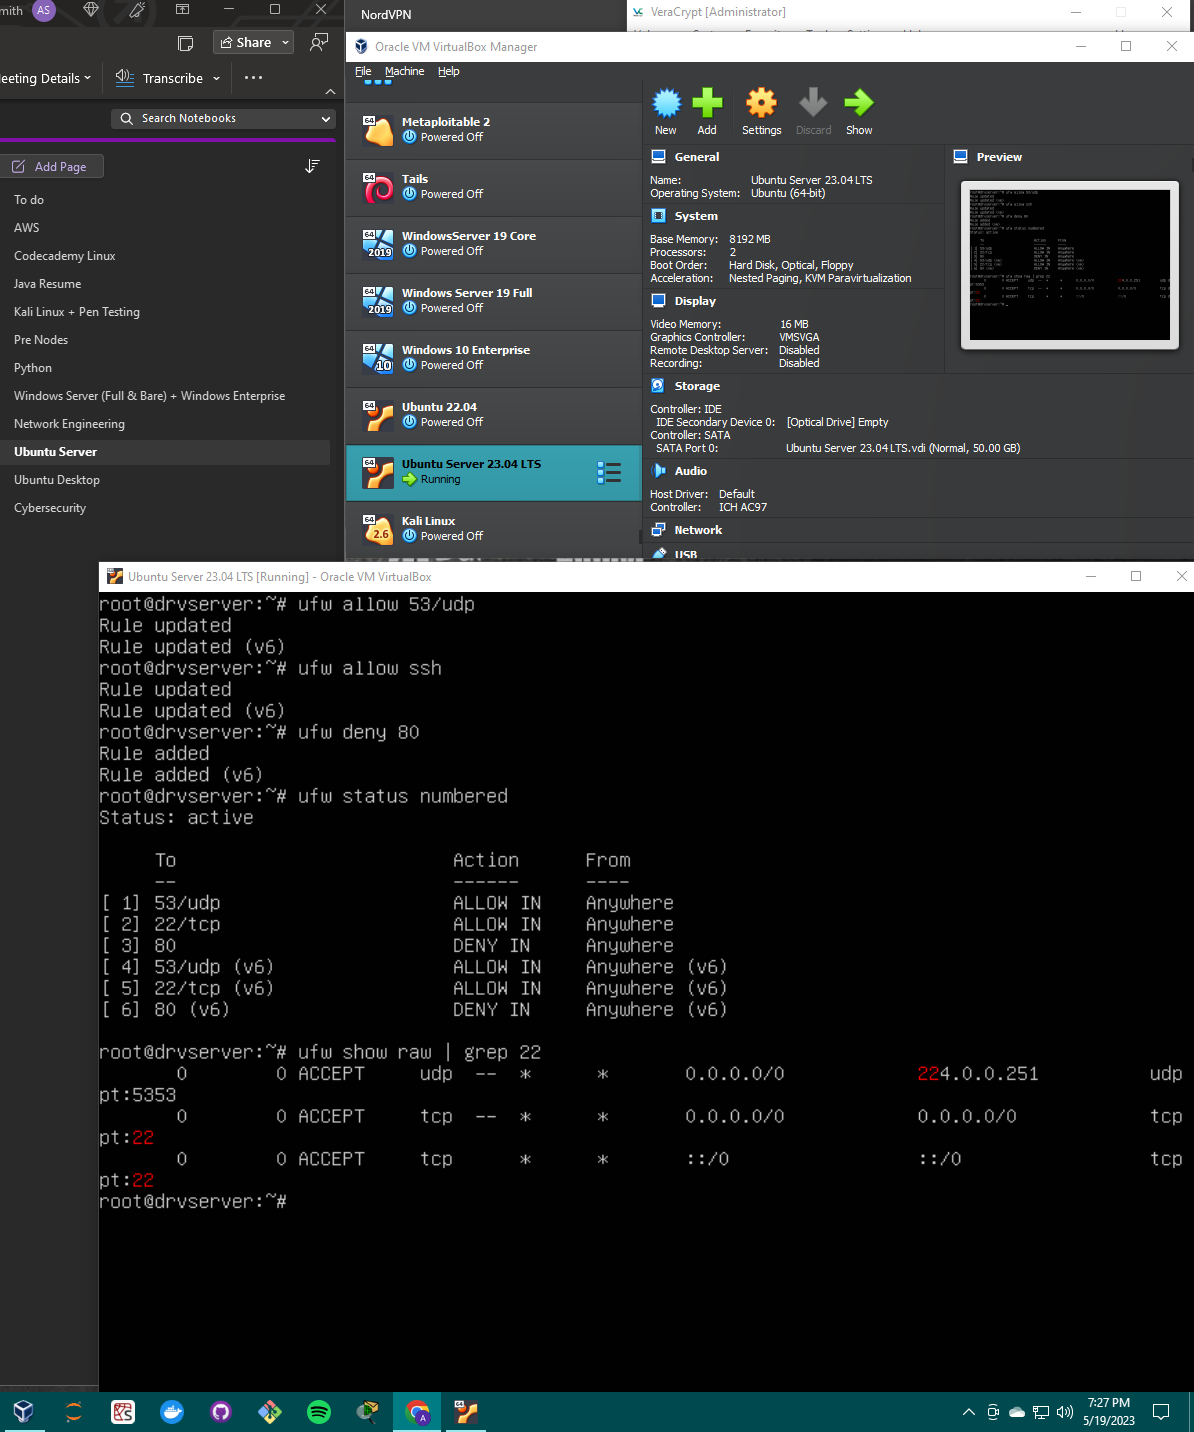 mith
AS
Share
eeting Details
Transcribe
Search Notebooks
Add Page
To do
AWS
Codecademy Linux
Java Resume
Kali Linux + Pen Testing
Pre Nodes
Python
Windows Server (Full & Bare) + Windows Enterprise
Network Engineering
Ubuntu Server
Ubuntu Desktop
Cybersecurity
NordVPN
VeraCrypt [Administrator]
Oracle VM VirtualBox Manager
File Machine Help
64
Metaploitable 2
Powered Off
64
Tails
Powered Off
64
2019
WindowsServer 19 Core
Powered Off
64
2019
Windows Server 19 Full
Powered Off
64
10
Windows 10 Enterprise
Powered Off
64
Ubuntu 22.04
Powered Off
64
Ubuntu Server 23.04 LTS
Running
64
2.6
Kali Linux
Powered Off
New Add Settings Discard Show
General
Name: Ubuntu Server 23.04 LTS
Operating System: Ubuntu (64-bit)
System
Base Memory: 8192 MB
Processors: 2
Boot Order: Hard Disk, Optical, Floppy
Acceleration: Nested Paging, KVM Paravirtualization
Display
Video Memory: 16 MB
Graphics Controller: VMSVGA
Remote Desktop Server: Disabled
Recording: Disabled
Storage
Controller: IDE
IDE Secondary Device 0: [Optical Drive] Empty
Controller: SATA
SATA Port 0: Ubuntu Server 23.04 LTS.vdi (Normal, 50.00 GB)
Audio
Host Driver: Default
Controller: ICH AC97
Network
USB
Preview
Ubuntu Server 23.04 LTS [Running] - Oracle VM VirtualBox
root@drvserver:~# ufw allow 53/udp
Rule updated
Rule updated (v6)
root@drvserver:~# ufw allow ssh
Rule updated
Rule updated (v6)
root@drvserver:~# ufw deny 80
Rule added
Rule added (v6)
root@drvserver:~# ufw status numbered
Status: active
To Action From
-- ------ ----
[ 1] 53/udp ALLOW IN Anywhere
[ 2] 22/tcp ALLOW IN Anywhere
[ 3] 80 DENY IN Anywhere
[ 4] 53/udp (v6) ALLOW IN Anywhere (v6)
[ 5] 22/tcp (v6) ALLOW IN Anywhere (v6)
[ 6] 80 (v6) DENY IN Anywhere (v6)
root@drvserver:~# ufw show raw | grep 22
0 0 ACCEPT udp -- * * 0.0.0.0/0 224.0.0.251 udp
pt:5353
0 0 ACCEPT tcp -- * * 0.0.0.0/0 0.0.0.0/0 tcp
pt:22
0 0 ACCEPT tcp * * ::/0 ::/0 tcp
pt:22
root@drvserver:~#
7:27 PM
5/19/2023